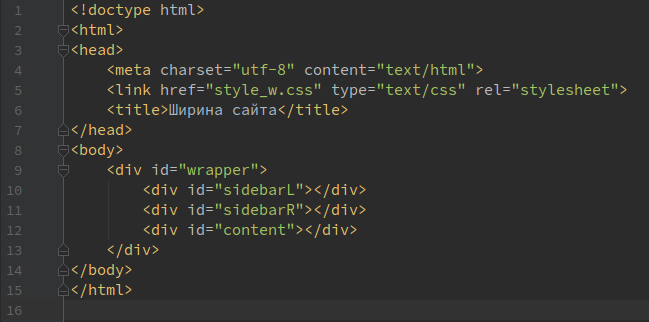 1 <!doctype html>
2 <html>
3 <head>
4 <meta charset="utf-8" content="text/html">
5 <link href="style_w.css" type="text/css" rel="stylesheet">
6 <title>Ширина сайта</title>
7 </head>
8 <body>
9 <div id="wrapper">
10 <div id="sidebarL"></div>
11 <div id="sidebarR"></div>
12 <div id="content"></div>
13 </div>
14 </body>
15 </html>
16